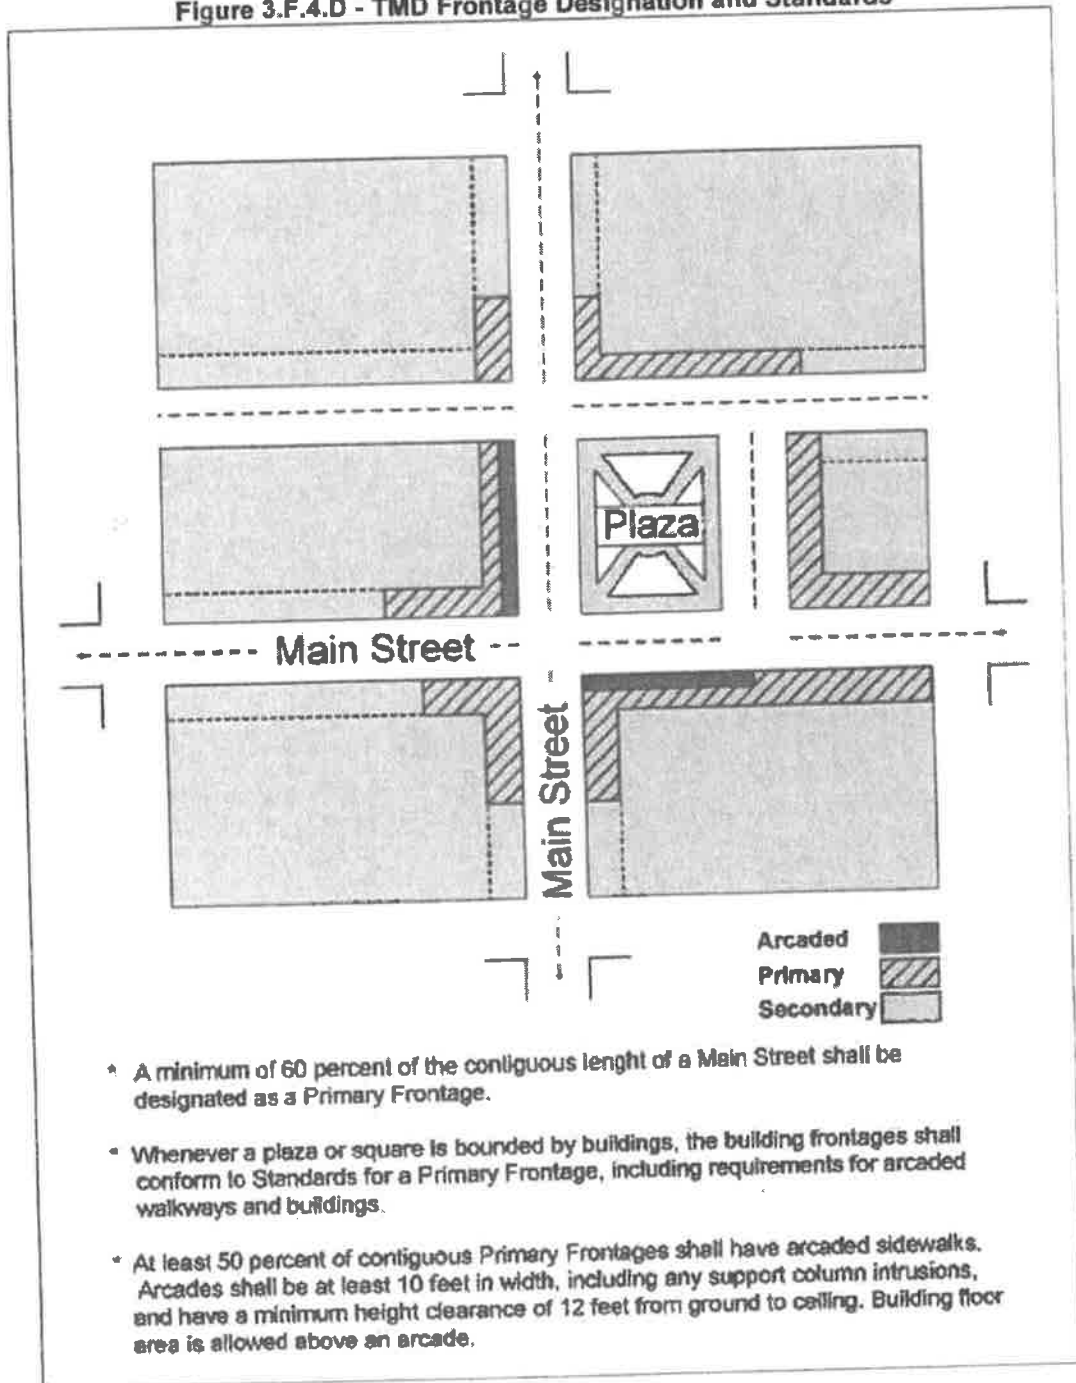 Figure 3.F.4.D - TMD Frontage Designation and Standards
Plaza
Main Street
Main Street
Arcaded
Primary
Secondary
* A minimum of 60 percent of the contiguous lenght of a Main Street shall be
designated as a Primary Frontage.
* Whenever a plaza or square is bounded by buildings, the building frontages shall
conform to Standards for a Primary Frontage, including requirements for arcaded
walkways and buildings.
* At least 50 percent of contiguous Primary Frontages shall have arcaded sidewalks.
Arcades shall be at least 10 feet in width, including any support column intrusions,
and have a minimum height clearance of 12 feet from ground to ceiling. Building floor
area is allowed above an arcade.